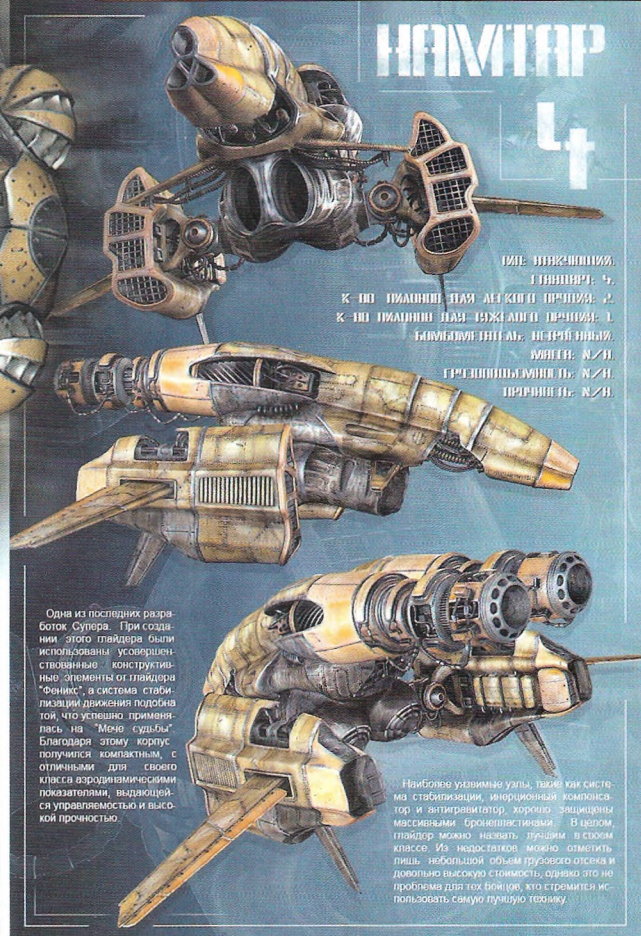 НАМТАР
4
ТИП: АТАКУЮЩИЙ.
СТАНДАРТ: 4.
К-ВО ПИЛОНОВ ДЛЯ ЛЕГКОГО ОРУЖИЯ: 2.
К-ВО ПИЛОНОВ ДЛЯ ТЯЖЕЛОГО ОРУЖИЯ: 1.
БОМБОМЕТАТЕЛЬ: ВСТРОЕННЫЙ.
МАССА: N/A.
ГРУЗОПОДЪЕМНОСТЬ: N/A.
ПРОЧНОСТЬ: N/A.
Одна из последних разра-
боток Супера. При созда-
нии этого глайдера были
использованы усовершен-
ствованные конструктив-
ные элементы от глайдера
"Феникс", а система стаби-
лизации движения подобна
той, что успешно применя-
лась на "Мече судьбы".
Благодаря этому корпус
получился компактным, с
отличными для своего
класса аэродинамическими
показателями, выдающей-
ся управляемостью и высо-
кой прочностью.
Наиболее уязвимые узлы, такие как систе-
ма стабилизации, инерционный компенса-
тор и антигравитатор, хорошо защищены
массивными бронепластинами. В целом,
глайдер можно назвать лучшим в своем
классе. Из недостатков можно отметить
лишь небольшой объем грузового отсека и
довольно высокую стоимость, однако это не
проблема для тех бойцов, кто стремится ис-
пользовать самую лучшую технику.